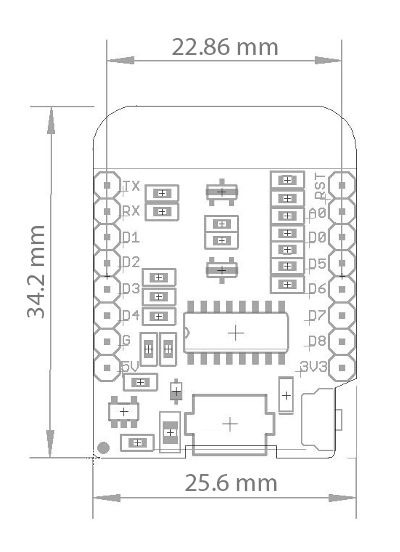 22.86 mm
34.2 mm
TX RST
RX A0
D1 D0
D2 D5
D3 D6
D4 D7
G D8
5V 3V3
25.6 mm